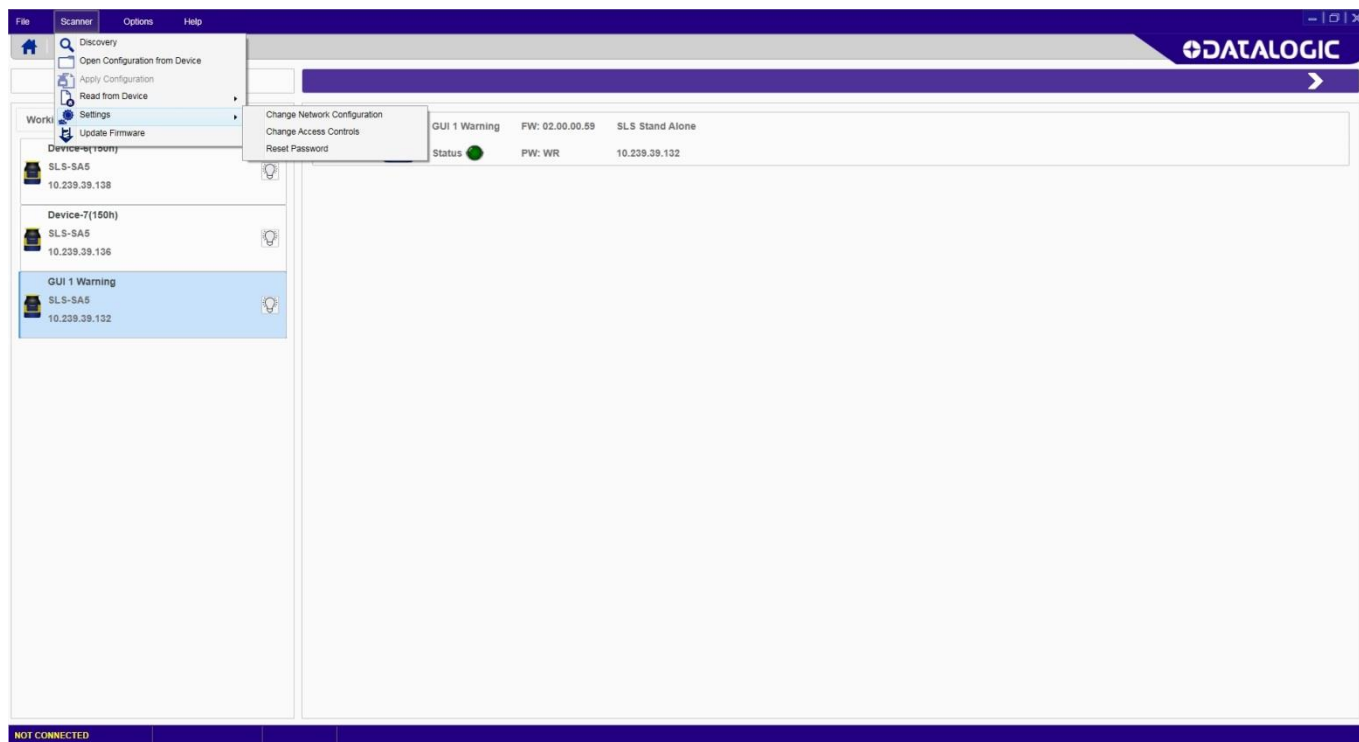 File Scanner Options Help
Discovery
Open Configuration from Device
Apply Configuration
Read from Device
Settings
Update Firmware
Change Network Configuration
Change Access Controls
Reset Password
DATALOGIC
Device-6(150h)
SLS-SA5
10.239.39.138
Device-7(150h)
SLS-SA5
10.239.39.136
GUI 1 Warning
SLS-SA5
10.239.39.132
GUI 1 Warning FW: 02.00.00.59 SLS Stand Alone
Status PW: WR 10.239.39.132
NOT CONNECTED